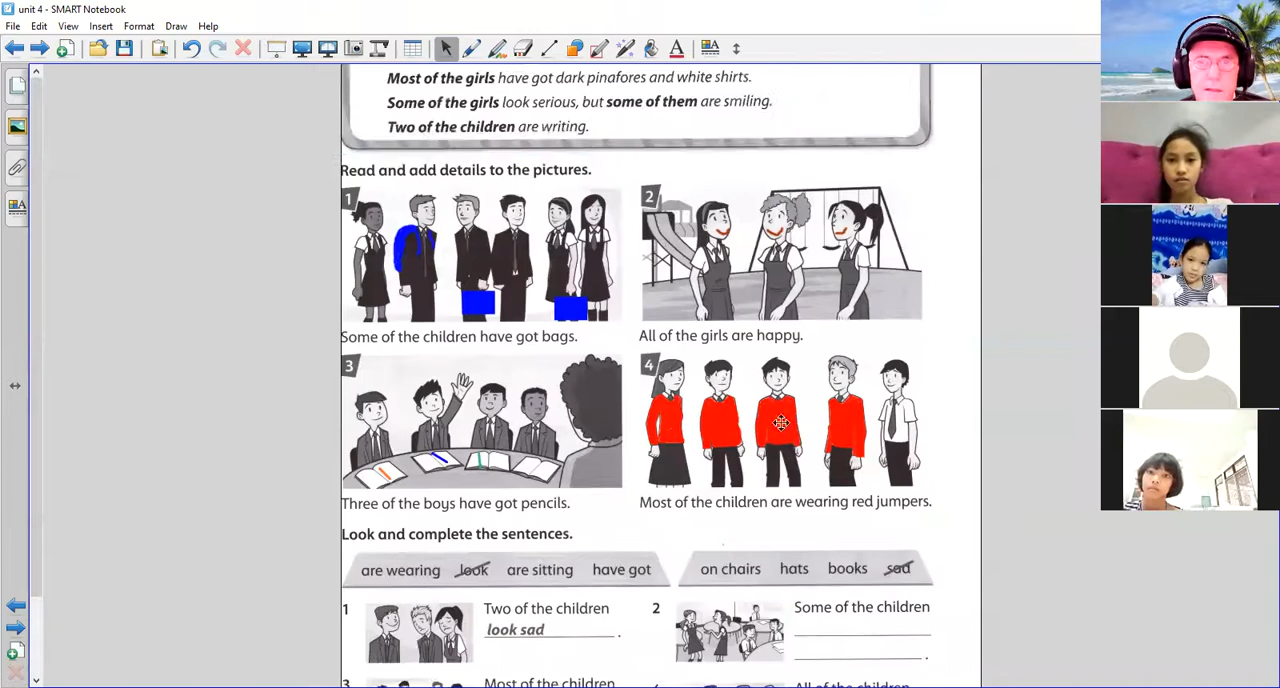 unit 4 - SMART Notebook
File Edit View Insert Format Draw Help
Most of the girls have got dark pinafores and white shirts.
Some of the girls look serious, but some of them are smiling.
Two of the children are writing.
Read and add details to the pictures.
1
2
Some of the children have got bags.
All of the girls are happy.
3
4
Three of the boys have got pencils.
Most of the children are wearing red jumpers.
Look and complete the sentences.
are wearing look are sitting have got
on chairs hats books sad
1 Two of the children
look sad .
2 Some of the children
.
3 Most of the children
All of the children